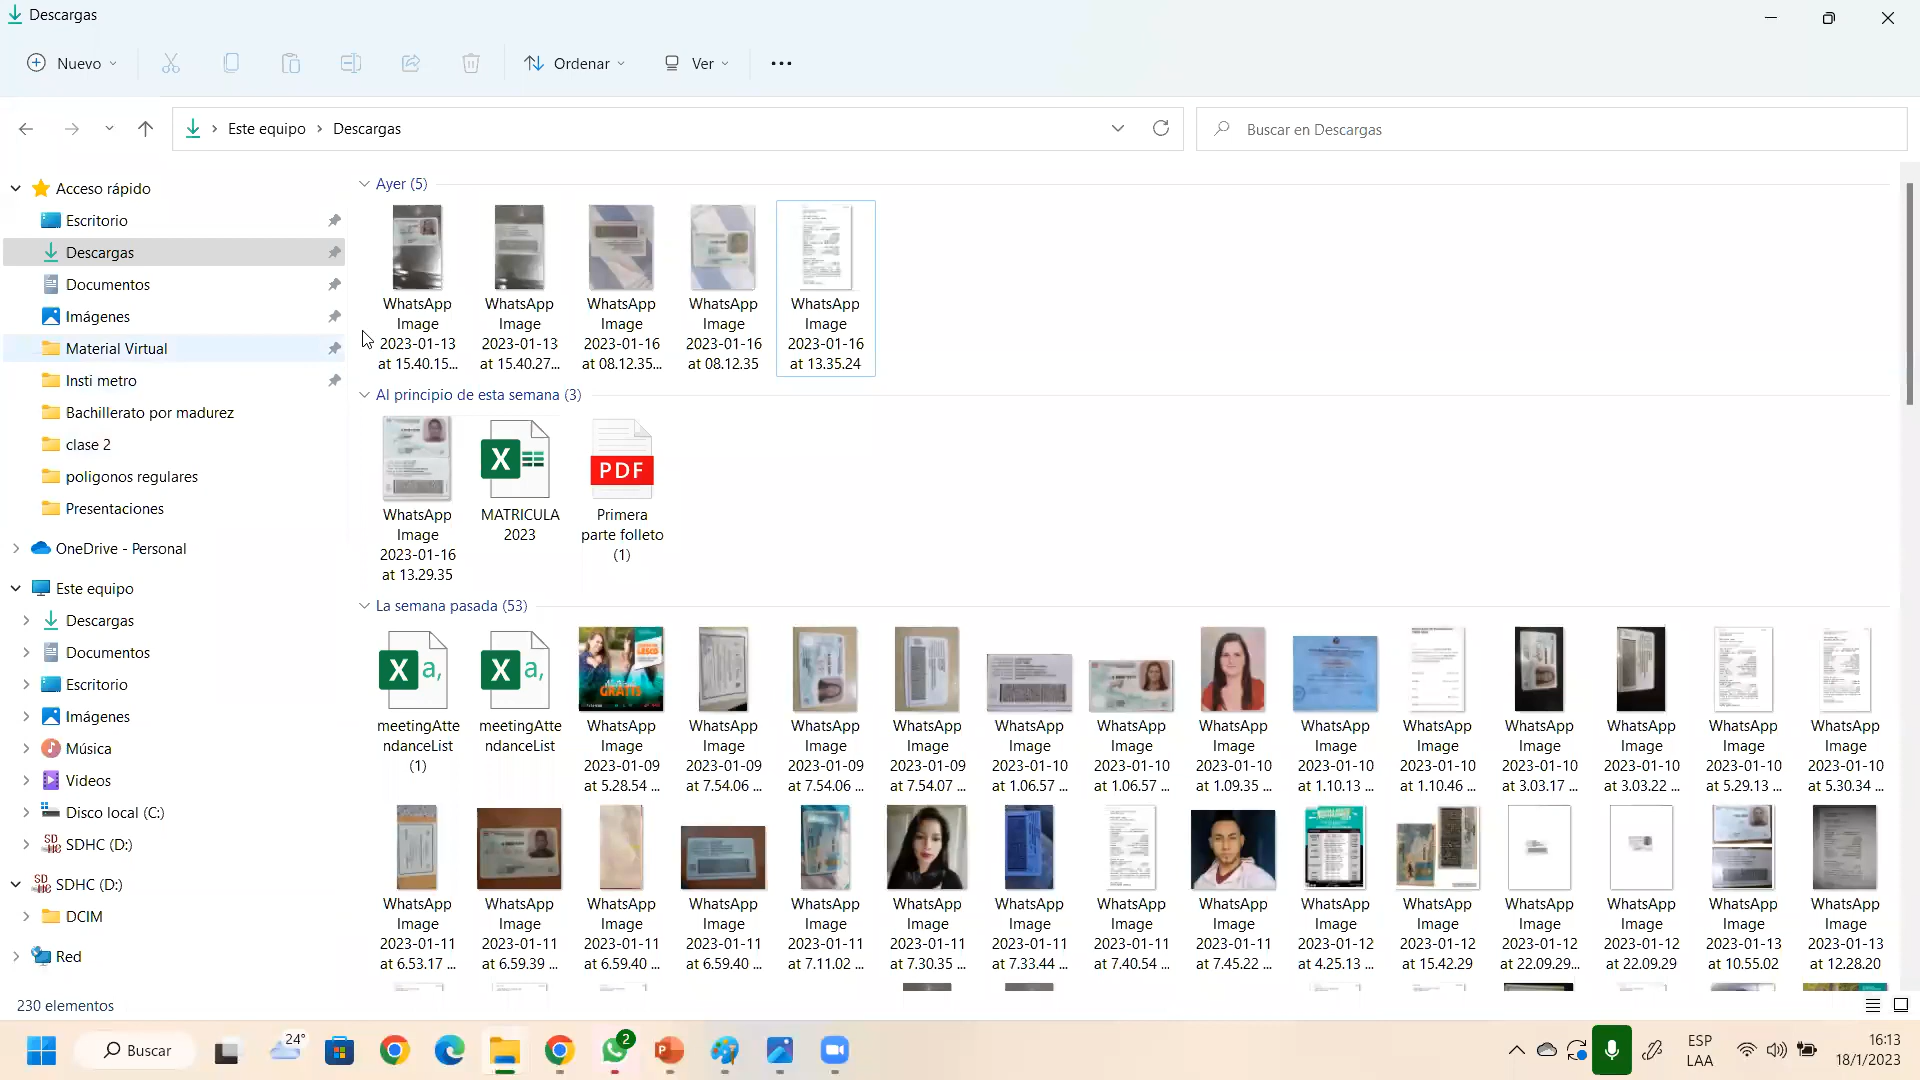 Descargas
Nuevo
Ordenar
Ver
Este equipo
Descargas
Buscar en Descargas
Acceso rápido
Escritorio
Descargas
Documentos
Imágenes
Material Virtual
Insti metro
Bachillerato por madurez
clase 2
poligonos regulares
Presentaciones
OneDrive - Personal
Este equipo
Descargas
Documentos
Escritorio
Imágenes
Música
Videos
Disco local (C:)
SDHC (D:)
SDHC (D:)
DCIM
Red
Ayer (5)
WhatsApp Image 2023-01-13 at 15.40.15...
WhatsApp Image 2023-01-13 at 15.40.27...
WhatsApp Image 2023-01-16 at 08.12.35...
WhatsApp Image 2023-01-16 at 08.12.35
WhatsApp Image 2023-01-16 at 13.35.24
Al principio de esta semana (3)
WhatsApp Image 2023-01-16 at 13.29.35
MATRICULA 2023
PDF
Primera parte folleto (1)
La semana pasada (53)
meetingAttendanceList (1)
meetingAttendanceList
GRATIS
WhatsApp Image 2023-01-09 at 5.28.54 ...
WhatsApp Image 2023-01-09 at 7.54.06 ...
WhatsApp Image 2023-01-09 at 7.54.06 ...
WhatsApp Image 2023-01-09 at 7.54.07 ...
WhatsApp Image 2023-01-10 at 1.06.57 ...
WhatsApp Image 2023-01-10 at 1.06.57 ...
WhatsApp Image 2023-01-10 at 1.09.35 ...
WhatsApp Image 2023-01-10 at 1.10.13 ...
WhatsApp Image 2023-01-10 at 1.10.46 ...
WhatsApp Image 2023-01-10 at 3.03.17 ...
WhatsApp Image 2023-01-10 at 3.03.22 ...
WhatsApp Image 2023-01-10 at 5.29.13 ...
WhatsApp Image 2023-01-10 at 5.30.34 ...
WhatsApp Image 2023-01-11 at 6.53.17 ...
WhatsApp Image 2023-01-11 at 6.59.39 ...
WhatsApp Image 2023-01-11 at 6.59.40 ...
WhatsApp Image 2023-01-11 at 6.59.40 ...
WhatsApp Image 2023-01-11 at 7.11.02 ...
WhatsApp Image 2023-01-11 at 7.30.35 ...
WhatsApp Image 2023-01-11 at 7.33.44 ...
WhatsApp Image 2023-01-11 at 7.40.54 ...
WhatsApp Image 2023-01-11 at 7.45.22 ...
WhatsApp Image 2023-01-12 at 4.25.13 ...
WhatsApp Image 2023-01-12 at 15.42.29
WhatsApp Image 2023-01-12 at 22.09.29...
WhatsApp Image 2023-01-12 at 22.09.29
WhatsApp Image 2023-01-13 at 10.55.02
WhatsApp Image 2023-01-13 at 12.28.20
230 elementos
Buscar
24°
2
ESP
LAA
16:13
18/1/2023